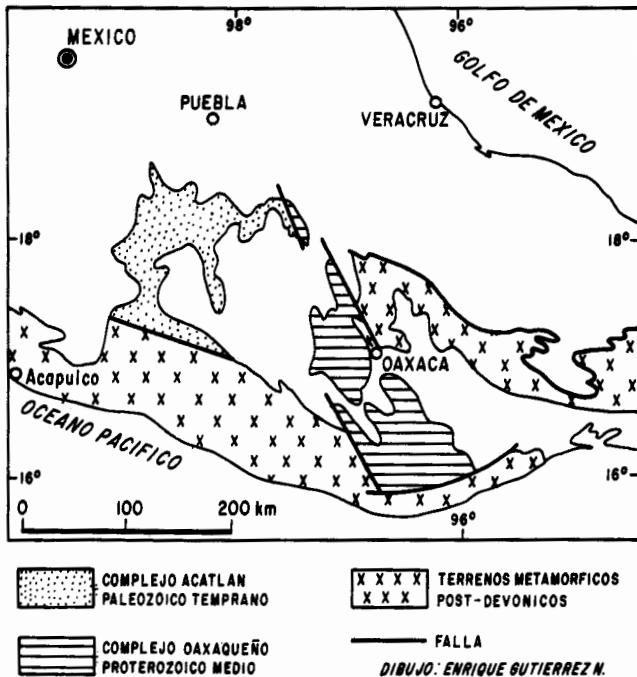 98°
96°
MEXICO
PUEBLA
VERACRUZ
GOLFO DE MEXICO
18°
18°
OAXACA
Acapulco
OCEANO PACIFICO
16°
16°
0 100 200 km
96°
COMPLEJO ACATLAN
PALEOZOICO TEMPRANO
TERRENOS METAMORFICOS
POST-DEVONICOS
COMPLEJO OAXAQUEÑO
PROTEROZOICO MEDIO
FALLA
DIBUJO: ENRIQUE GUTIERREZ N.